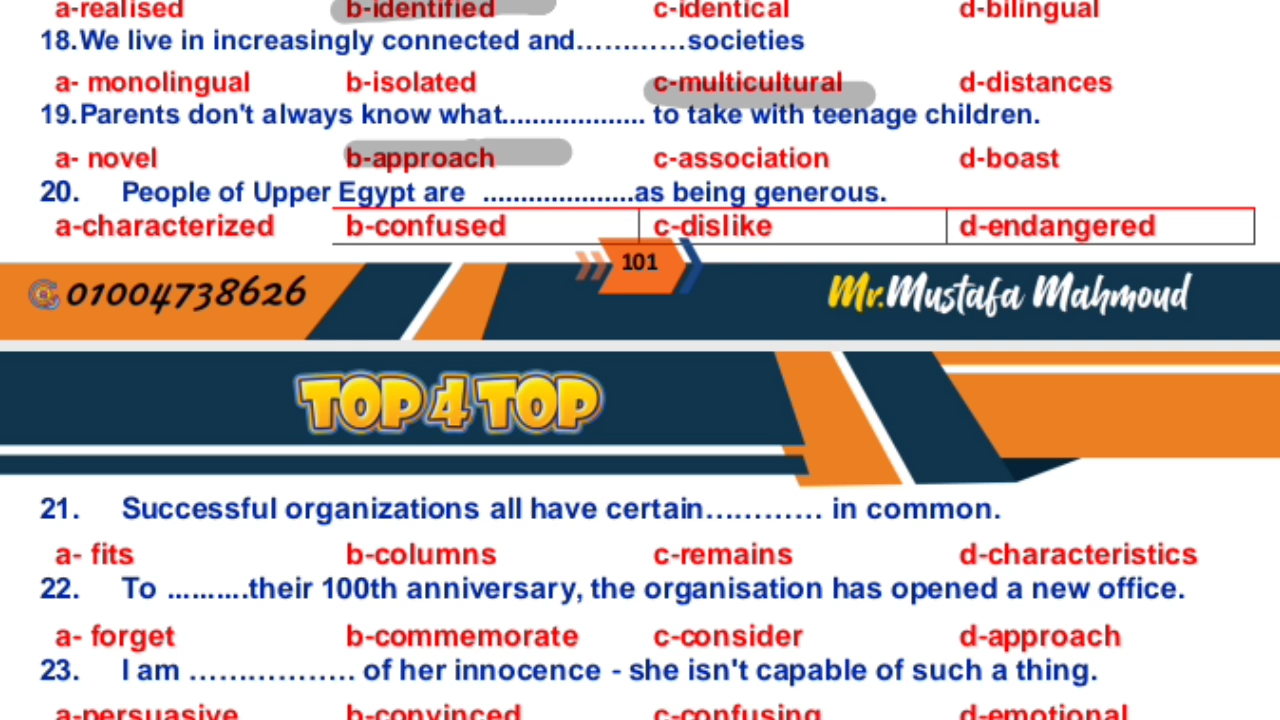 a-realised b-identified c-identical d-bilingual
18.We live in increasingly connected and............societies
a- monolingual b-isolated c-multicultural d-distances
19.Parents don't always know what................... to take with teenage children.
a- novel b-approach c-association d-boast
20. People of Upper Egypt are ....................as being generous.
a-characterized b-confused c-dislike d-endangered
101
01004738626 Mr.Mustafa Mahmoud
TOP 4 TOP
21. Successful organizations all have certain............ in common.
a- fits b-columns c-remains d-characteristics
22. To ..........their 100th anniversary, the organisation has opened a new office.
a- forget b-commemorate c-consider d-approach
23. I am .................. of her innocence - she isn't capable of such a thing.
a-persuasive b-convinced c-confusing d-emotional